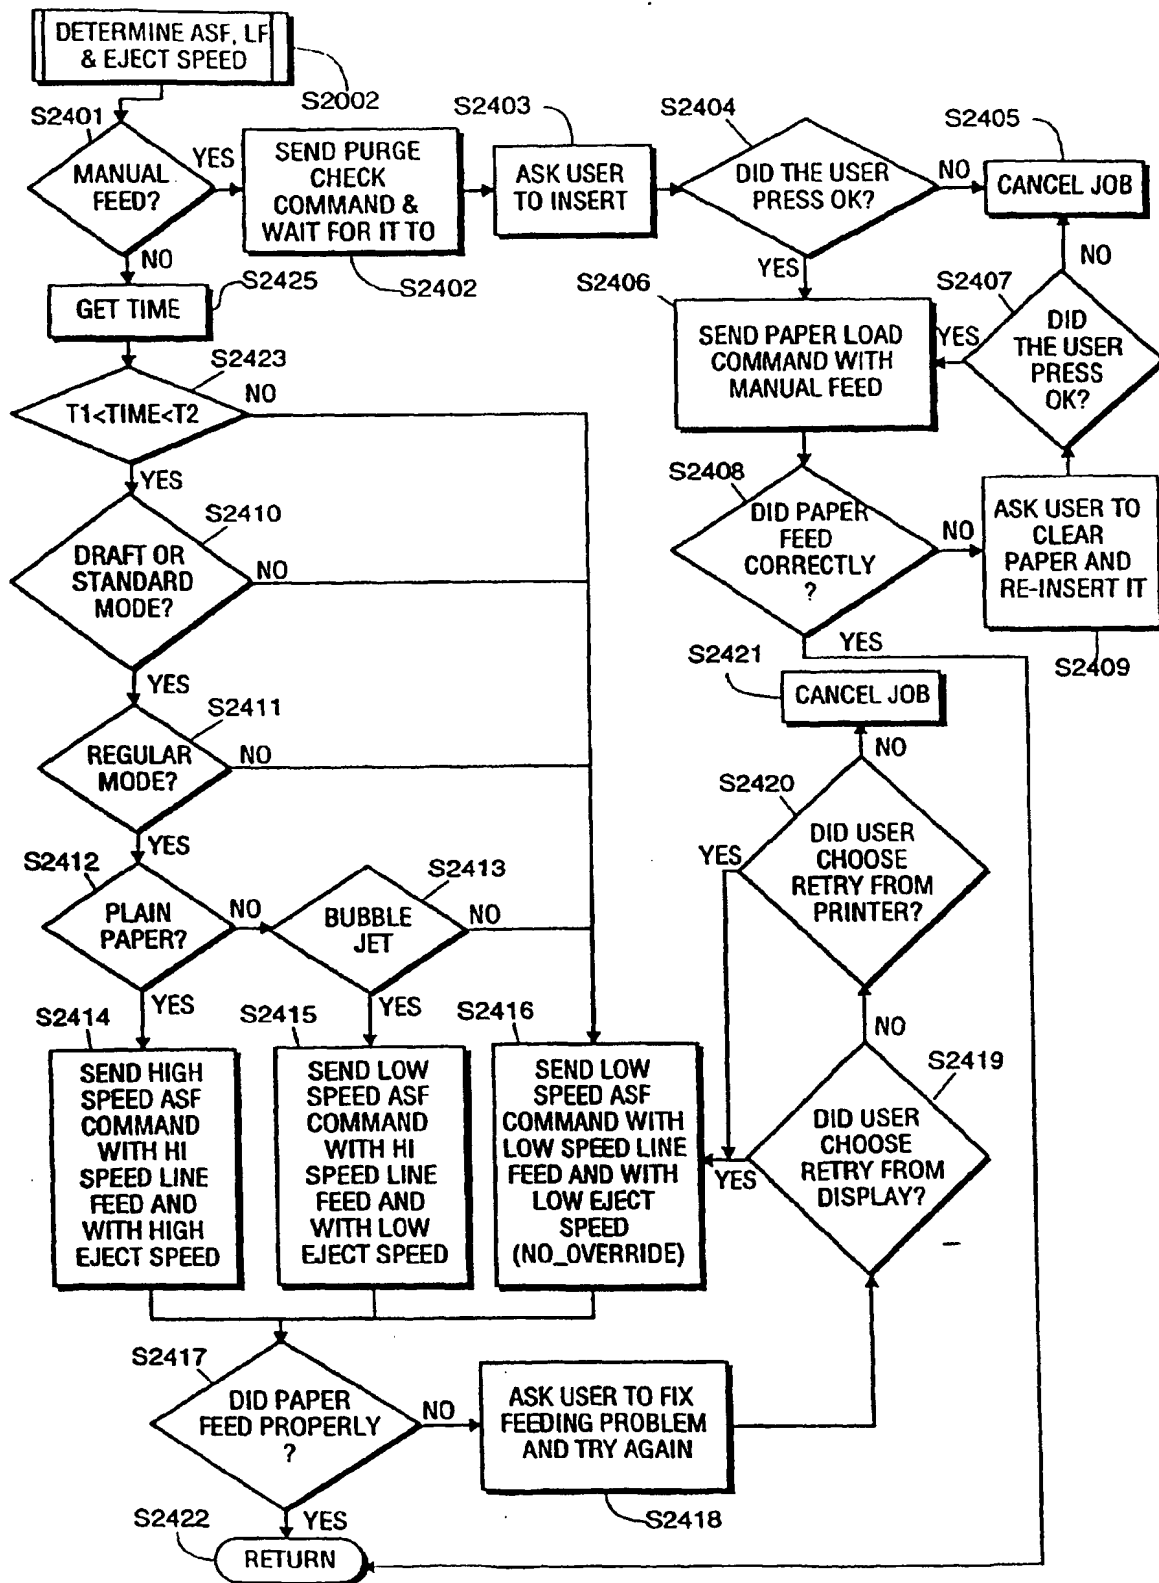 DETERMINE ASF, LF
& EJECT SPEED
S2002
S2401
MANUAL
FEED?
YES
NO
SEND PURGE
CHECK
COMMAND &
WAIT FOR IT TO
S2402
S2403
ASK USER
TO INSERT
S2404
DID THE USER
PRESS OK?
NO
YES
S2405
CANCEL JOB
S2406
SEND PAPER LOAD
COMMAND WITH
MANUAL FEED
S2407
DID
THE USER
PRESS
OK?
NO
YES
S2408
DID PAPER
FEED
CORRECTLY
?
NO
YES
ASK USER TO
CLEAR
PAPER AND
RE-INSERT IT
S2409
GET TIME
S2425
S2423
T1<TIME<T2
NO
YES
S2410
DRAFT OR
STANDARD
MODE?
NO
YES
S2411
REGULAR
MODE?
NO
YES
S2412
PLAIN
PAPER?
NO
YES
S2413
BUBBLE
JET
NO
YES
S2414
SEND HIGH
SPEED ASF
COMMAND
WITH HI
SPEED LINE
FEED AND
WITH HIGH
EJECT SPEED
S2415
SEND LOW
SPEED ASF
COMMAND
WITH HI
SPEED LINE
FEED AND
WITH LOW
EJECT SPEED
S2416
SEND LOW
SPEED ASF
COMMAND WITH
LOW SPEED LINE
FEED AND WITH
LOW EJECT
SPEED
(NO_OVERRIDE)
S2421
CANCEL JOB
NO
S2420
DID USER
CHOOSE
RETRY FROM
PRINTER?
YES
NO
S2419
DID USER
CHOOSE
RETRY FROM
DISPLAY?
YES
S2417
DID PAPER
FEED PROPERLY
?
NO
YES
ASK USER TO FIX
FEEDING PROBLEM
AND TRY AGAIN
S2418
S2422
RETURN